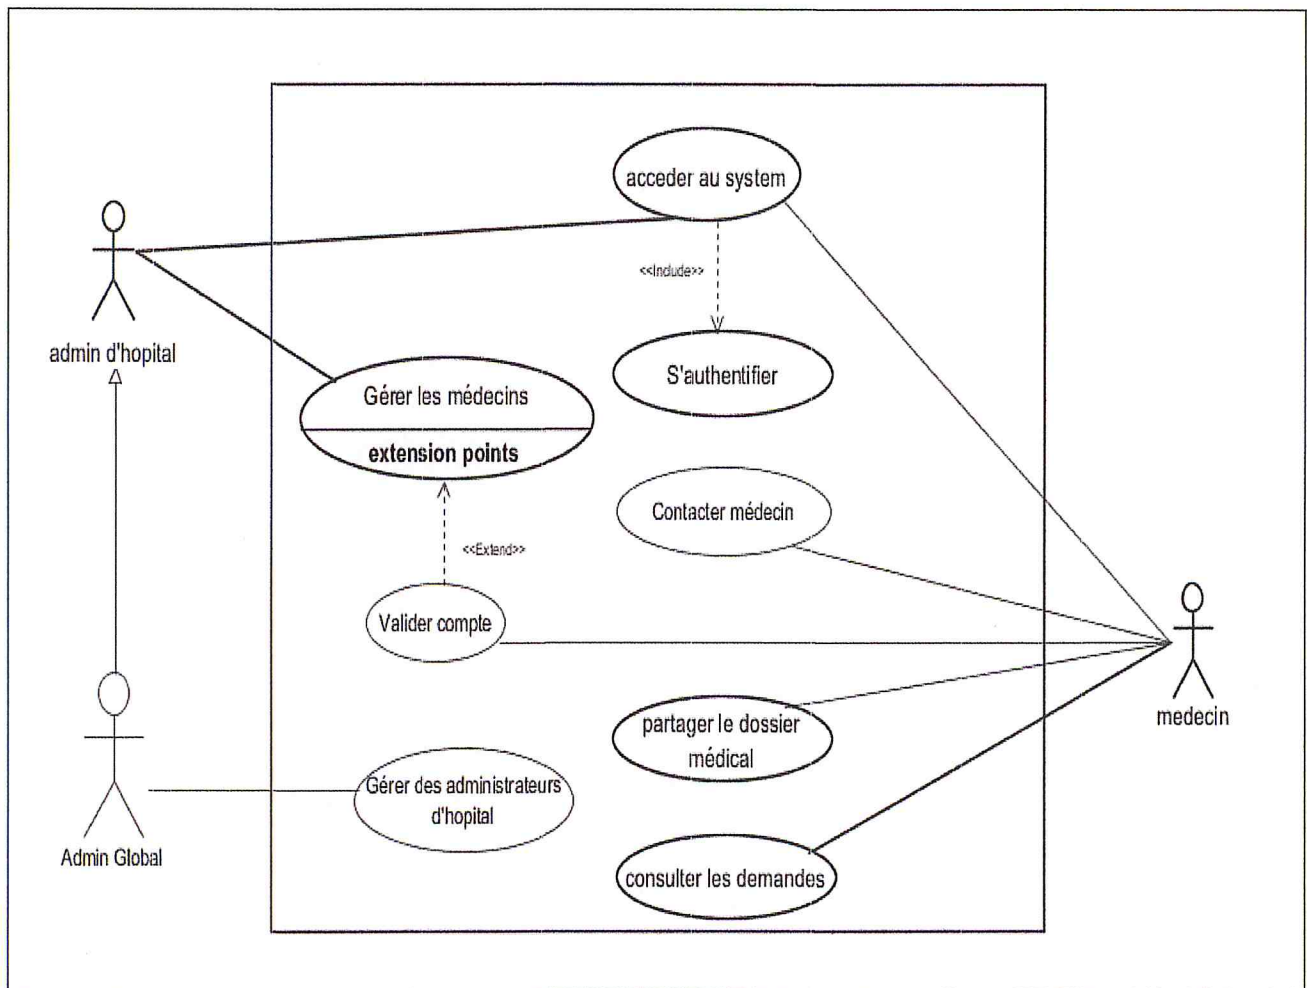 acceder au system
<<Include>>
admin d'hopital
S'authentifier
Gérer les médecins
extension points
Contacter médecin
<<Extend>>
Valider compte
medecin
partager le dossier
médical
Gérer des administrateurs
d'hopital
Admin Global
consulter les demandes